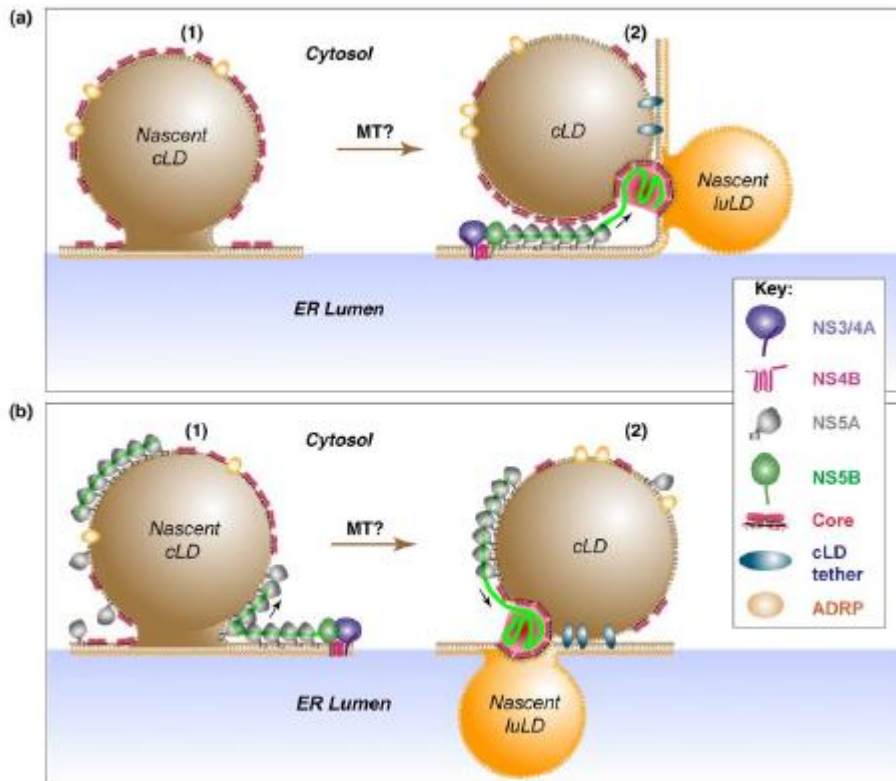 (a)
(1)
Cytosol
(2)
Nascent
cLD
MT?
cLD
Nascent
luLD
ER Lumen
Key:
NS3/4A
NS4B
NS5A
NS5B
Core
cLD
tether
ADRP
(b)
(1)
Cytosol
(2)
Nascent
cLD
MT?
cLD
ER Lumen
Nascent
luLD